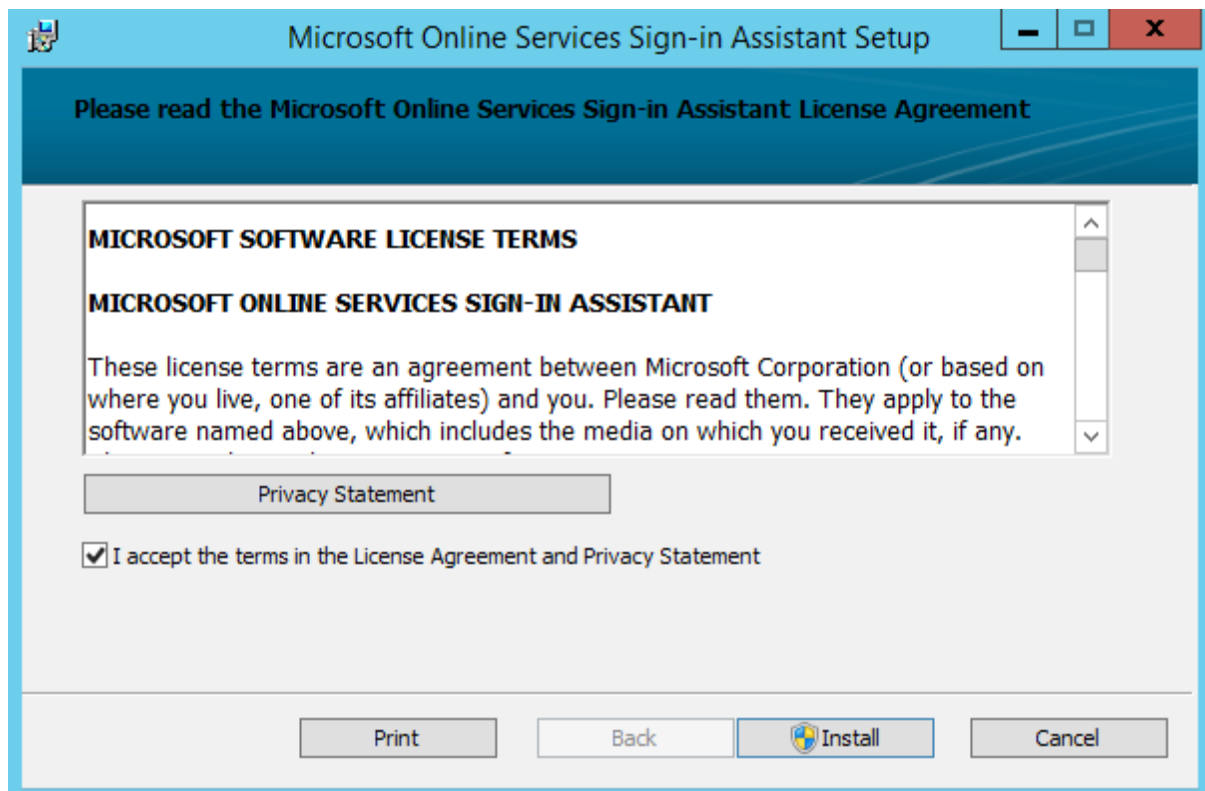 Microsoft Online Services Sign-in Assistant Setup
Please read the Microsoft Online Services Sign-in Assistant License Agreement
MICROSOFT SOFTWARE LICENSE TERMS
MICROSOFT ONLINE SERVICES SIGN-IN ASSISTANT
These license terms are an agreement between Microsoft Corporation (or based on
where you live, one of its affiliates) and you. Please read them. They apply to the
software named above, which includes the media on which you received it, if any.
Privacy Statement
I accept the terms in the License Agreement and Privacy Statement
Print Back Install Cancel